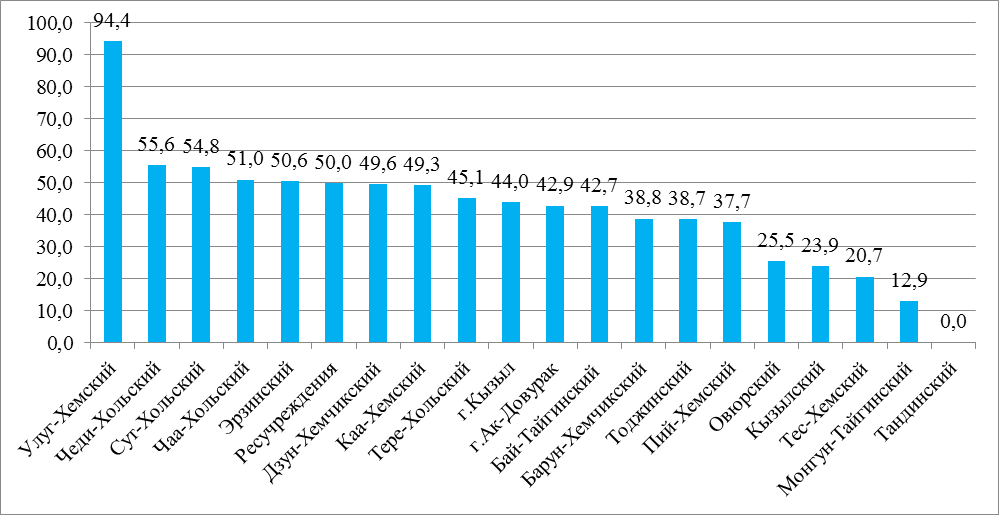 100,0
90,0
80,0
70,0
60,0
50,0
40,0
30,0
20,0
10,0
0,0
94,4
55,6
54,8
51,0
50,6
50,0
49,6
49,3
45,1
44,0
42,9
42,7
38,8
38,7
37,7
25,5
23,9
20,7
12,9
0,0
Улуг-Хемский
Чеди-Хольский
Сут-Хольский
Чаа-Хольский
Эрзинский
Ресучреждения
Дзун-Хемчикский
Каа-Хемский
Тере-Хольский
г.Кызыл
г.Ак-Довурак
Бай-Тайгинский
Барун-Хемчикский
Тоджинский
Пий-Хемский
Овюрский
Кызылский
Тес-Хемский
Монгун-Тайгинский
Тандинский